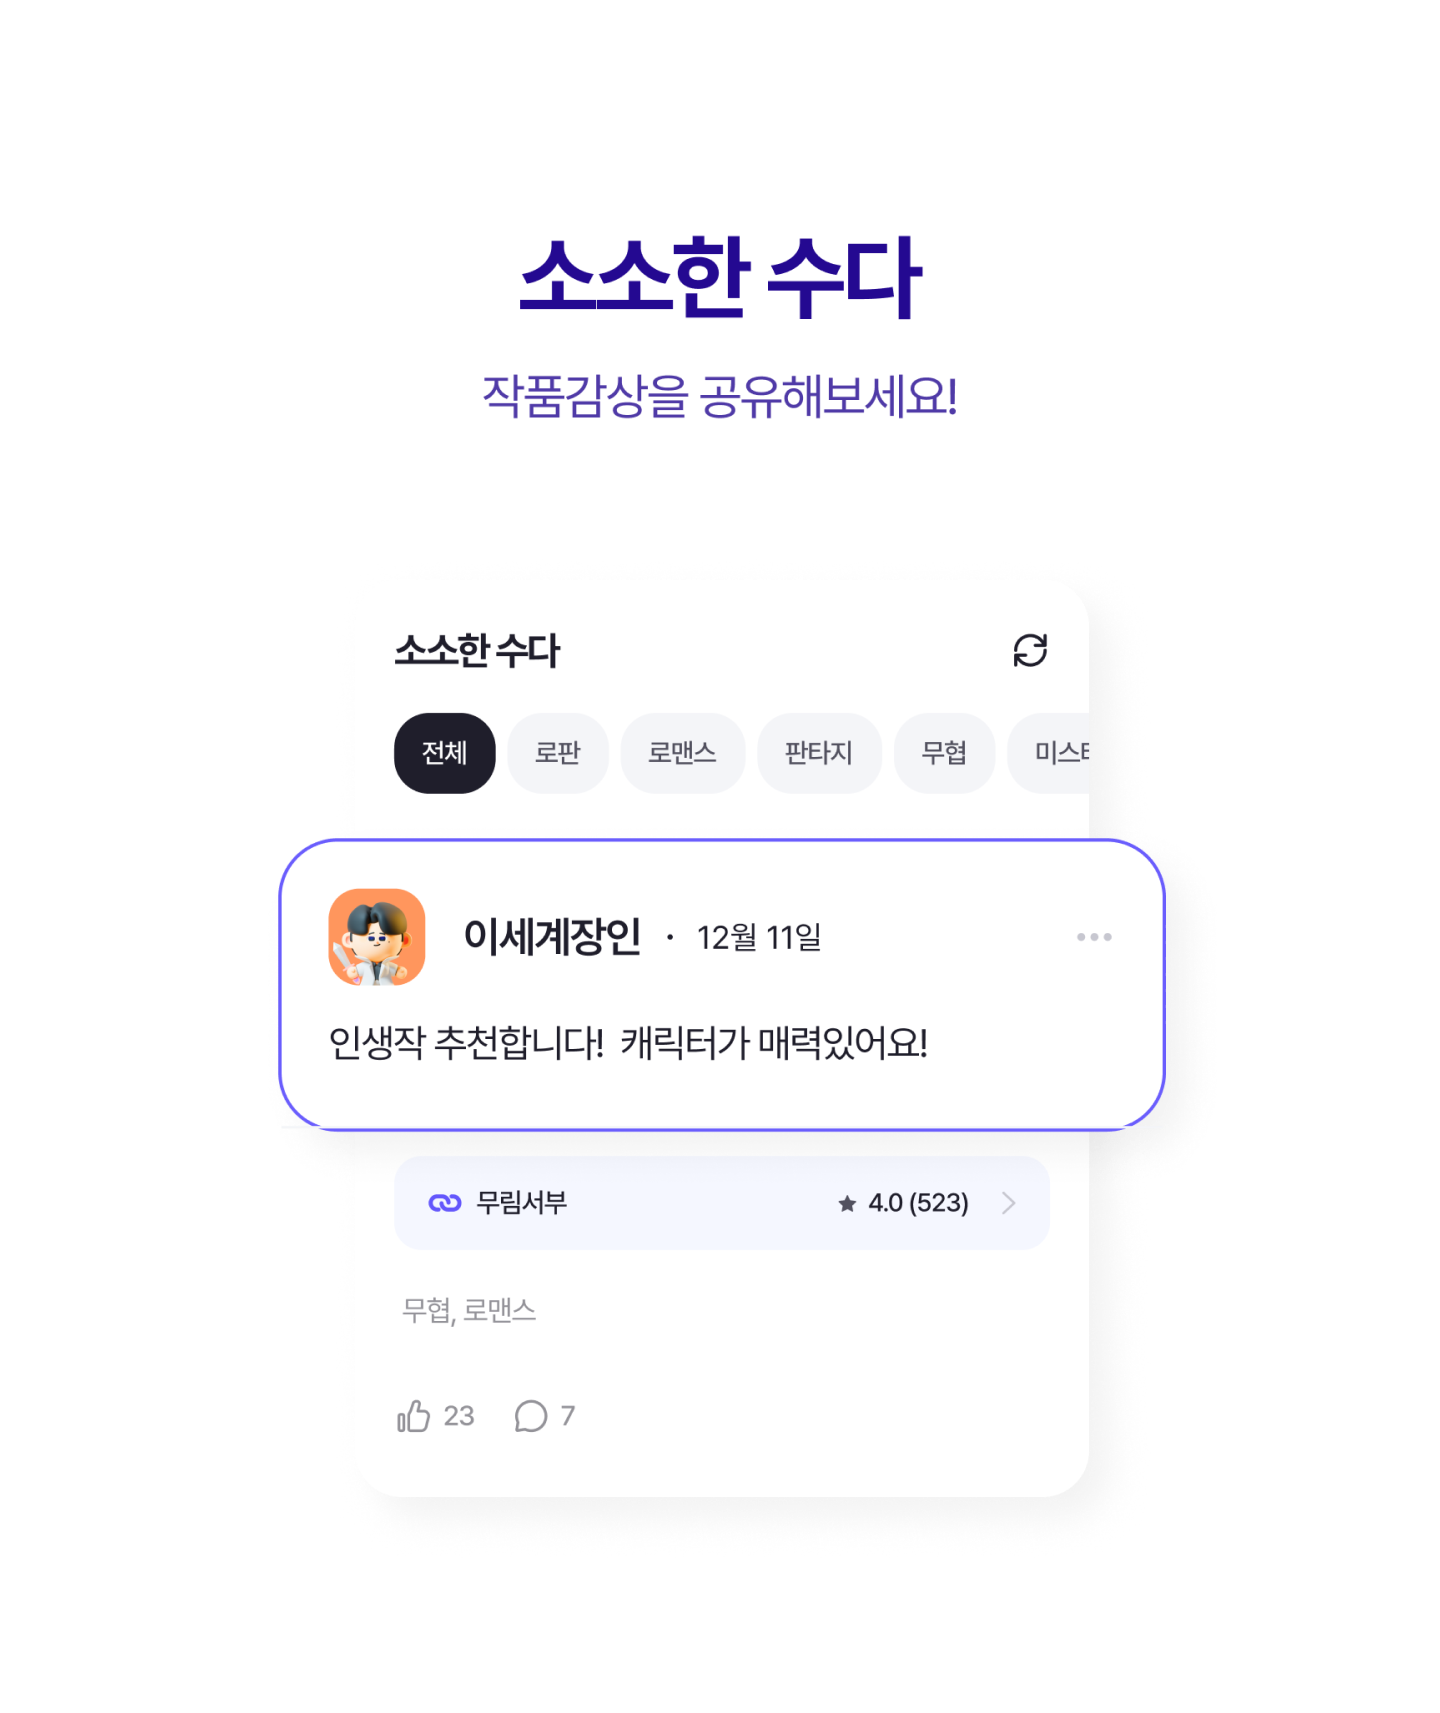 소소한 수다
작품감상을 공유해보세요!
소소한 수다
전체 로판 로맨스 판타지 무협
이세계장인 · 12월 11일
인생작 추천합니다! 캐릭터가 매력있어요!
무림서부 4.0 (523)
무협, 로맨스
23 7